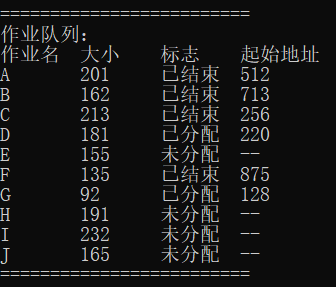 =========================
作业队列：
作业名 大小 标志 起始地址
A 201 已结束 512
B 162 已结束 713
C 213 已结束 256
D 181 已分配 220
E 155 未分配 --
F 135 已结束 875
G 92 已分配 128
H 191 未分配 --
I 232 未分配 --
J 165 未分配 --
=========================